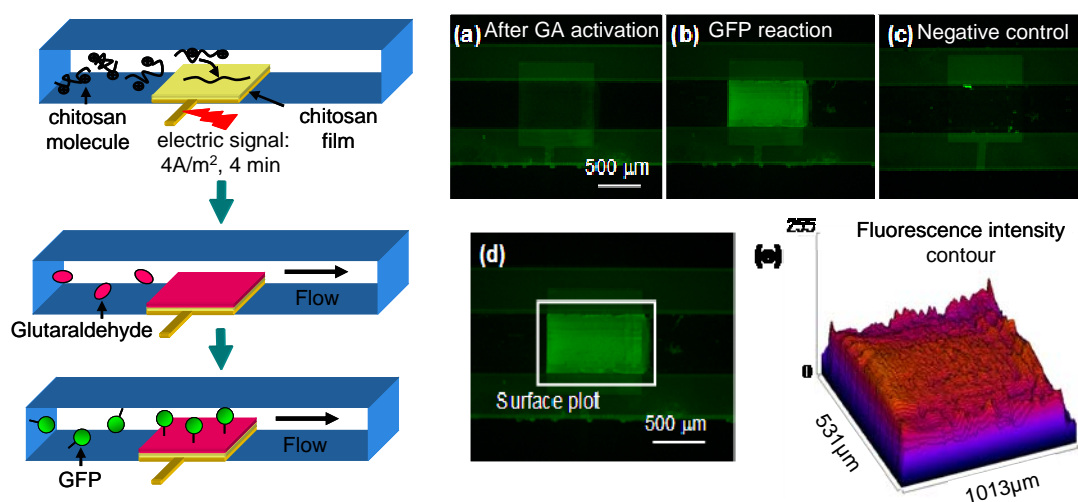 chitosan
molecule
electric signal:
4A/m², 4 min
chitosan
film
Glutaraldehyde
Flow
GFP
Flow
(a) After GA activation
500 µm
(b) GFP reaction
(c) Negative control
(d)
Surface plot
500 µm
(e)
Fluorescence intensity
contour
255
0
531µm
1013µm